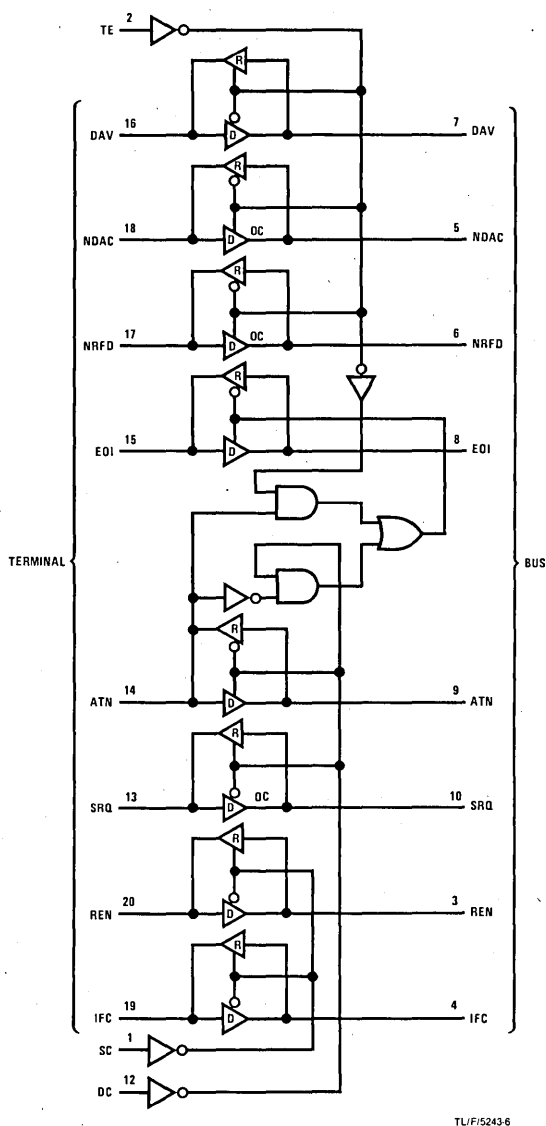 TE 2
R
16 7
DAV D DAV
R
18 OC 5
NDAC D NDAC
R
17 OC 6
NRFD D NRFD
R
15 8
EOI D EOI
TERMINAL BUS
R
14 9
ATN D ATN
R
13 OC 10
SRQ D SRQ
R
20 3
REN D REN
R
19 4
IFC D IFC
SC 1
DC 12
TL/F/5243-6